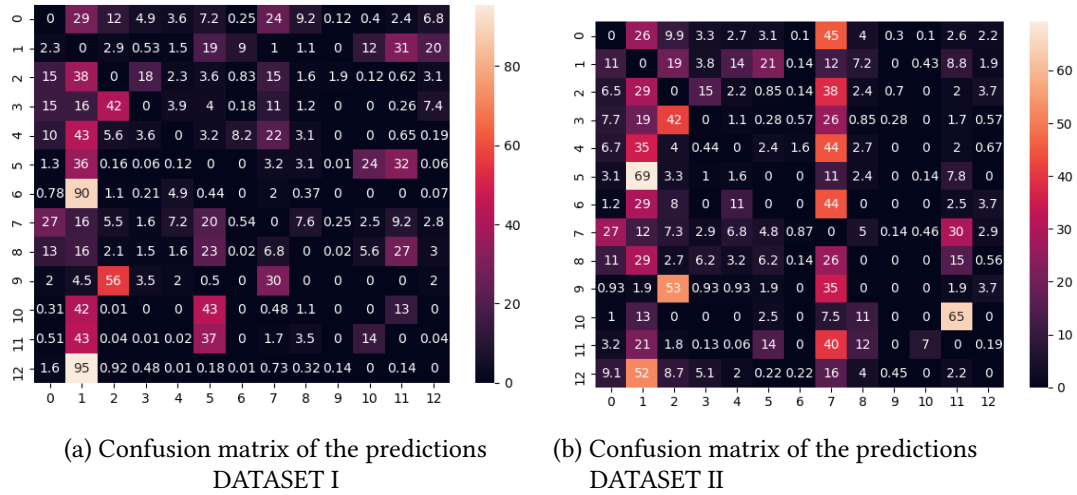 0 0 29 12 4.9 3.6 7.2 0.25 24 9.2 0.12 0.4 2.4 6.8
1 2.3 0 2.9 0.53 1.5 19 9 1 1.1 0 12 31 20
2 15 38 0 18 2.3 3.6 0.83 15 1.6 1.9 0.12 0.62 3.1
3 15 16 42 0 3.9 4 0.18 11 1.2 0 0 0.26 7.4
4 10 43 5.6 3.6 0 3.2 8.2 22 3.1 0 0 0.65 0.19
5 1.3 36 0.16 0.06 0.12 0 0 3.2 3.1 0.01 24 32 0.06
6 0.78 90 1.1 0.21 4.9 0.44 0 2 0.37 0 0 0 0.07
7 27 16 5.5 1.6 7.2 20 0.54 0 7.6 0.25 2.5 9.2 2.8
8 13 16 2.1 1.5 1.6 23 0.02 6.8 0 0.02 5.6 27 3
9 2 4.5 56 3.5 2 0.5 0 30 0 0 0 0 0
10 0.31 42 0.01 0 0 43 0 0.48 1.1 0 0 13 0
11 0.51 43 0.04 0.01 0.02 37 0 1.7 3.5 0 14 0 0.04
12 1.6 95 0.92 0.48 0.01 0.18 0.01 0.73 0.32 0.14 0 0.14 0
0 1 2 3 4 5 6 7 8 9 10 11 12
80
60
40
20
0
0 0 26 9.9 3.3 2.7 3.1 0.1 45 4 0.3 0.1 2.6 2.2
1 11 0 19 3.8 14 21 0.14 12 7.2 0 0.43 8.8 1.9
2 6.5 29 0 15 2.2 0.85 0.14 38 2.4 0.7 0 2 3.7
3 7.7 19 42 0 1.1 0.28 0.57 26 0.85 0.28 0 1.7 0.57
4 6.7 35 4 0.44 0 2.4 1.6 44 2.7 0 0 2 0.67
5 3.1 69 3.3 1 1.6 0 0 11 2.4 0 0.14 7.8 0
6 1.2 29 8 0 11 0 0 44 0 0 0 2.5 3.7
7 27 12 7.3 2.9 6.8 4.8 0.87 0 5 0.14 0.46 30 2.9
8 11 29 2.7 6.2 3.2 6.2 0.14 26 0 0 0 15 0.56
9 0.93 1.9 53 0.93 0.93 1.9 0 35 0 0 0 1.9 3.7
10 1 13 0 0 0 2.5 0 7.5 11 0 0 65 0
11 3.2 21 1.8 0.13 0.06 14 0 40 12 0 7 0 0.19
12 9.1 52 8.7 5.1 2 0.22 0.22 16 4 0.45 0 2.2 0
0 1 2 3 4 5 6 7 8 9 10 11 12
60
50
40
30
20
10
0
(a) Confusion matrix of the predictions
DATASET I
(b) Confusion matrix of the predictions
DATASET II